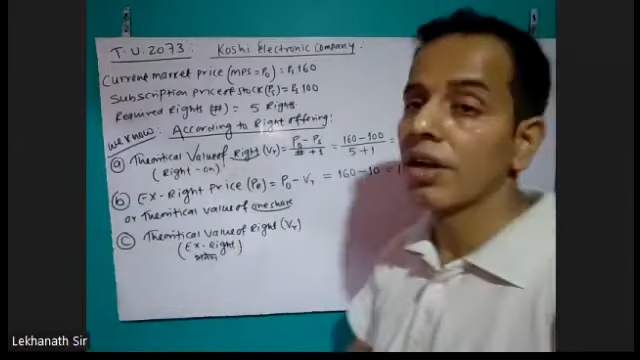 T.U. 2073: Koshi Electronic Company.
Current market price (MPS = P₀) = Rs 160
Subscription price of stock (Ps) = Rs 100
Required Rights (#) = 5 Rights
we know: According to Right offering:
(a) Theoritical Value of Right (Vr) = P₀ - Ps / # + 1 = 160 - 100 / 5 + 1 =
(Right-on)
(b) Ex-Right price (Pe) = P₀ - Vr = 160 - 10 = 1
or Theoritical value of one share
(c) Theoritical Value of Right (Vr)
(Ex-Right)
Lekhanath Sir